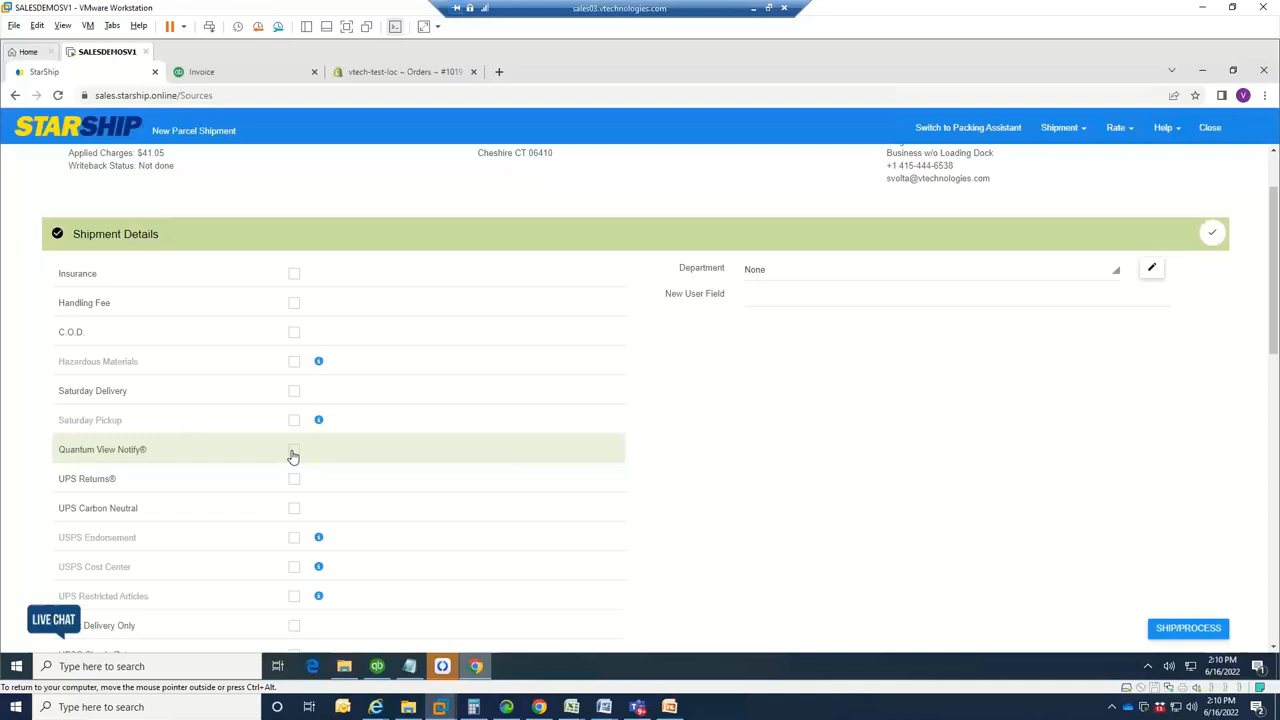 SALESDEMOSV1 - VMware Workstation
sales03.vtechnologies.com
File Edit View VM Tabs Help
Home SALESDEMOSV1
StarShip Invoice vtech-test-loc ~ Orders ~ #1019
sales.starship.online/Sources
V
STARSHIP New Parcel Shipment Switch to Packing Assistant Shipment Rate Help Close
Applied Charges: $41.05 Cheshire CT 06410 Business w/o Loading Dock
Writeback Status: Not done +1 415-444-6538
svolta@vtechnologies.com
Shipment Details
Insurance
Handling Fee
C.O.D.
Hazardous Materials
Saturday Delivery
Saturday Pickup
Quantum View Notify®
UPS Returns®
UPS Carbon Neutral
USPS Endorsement
USPS Cost Center
UPS Restricted Articles
Delivery Only
Department None
New User Field
LIVE CHAT
SHIP/PROCESS
Type here to search
2:10 PM
6/16/2022
To return to your computer, move the mouse pointer outside or press Ctrl+Alt.
Type here to search
2:10 PM
6/16/2022